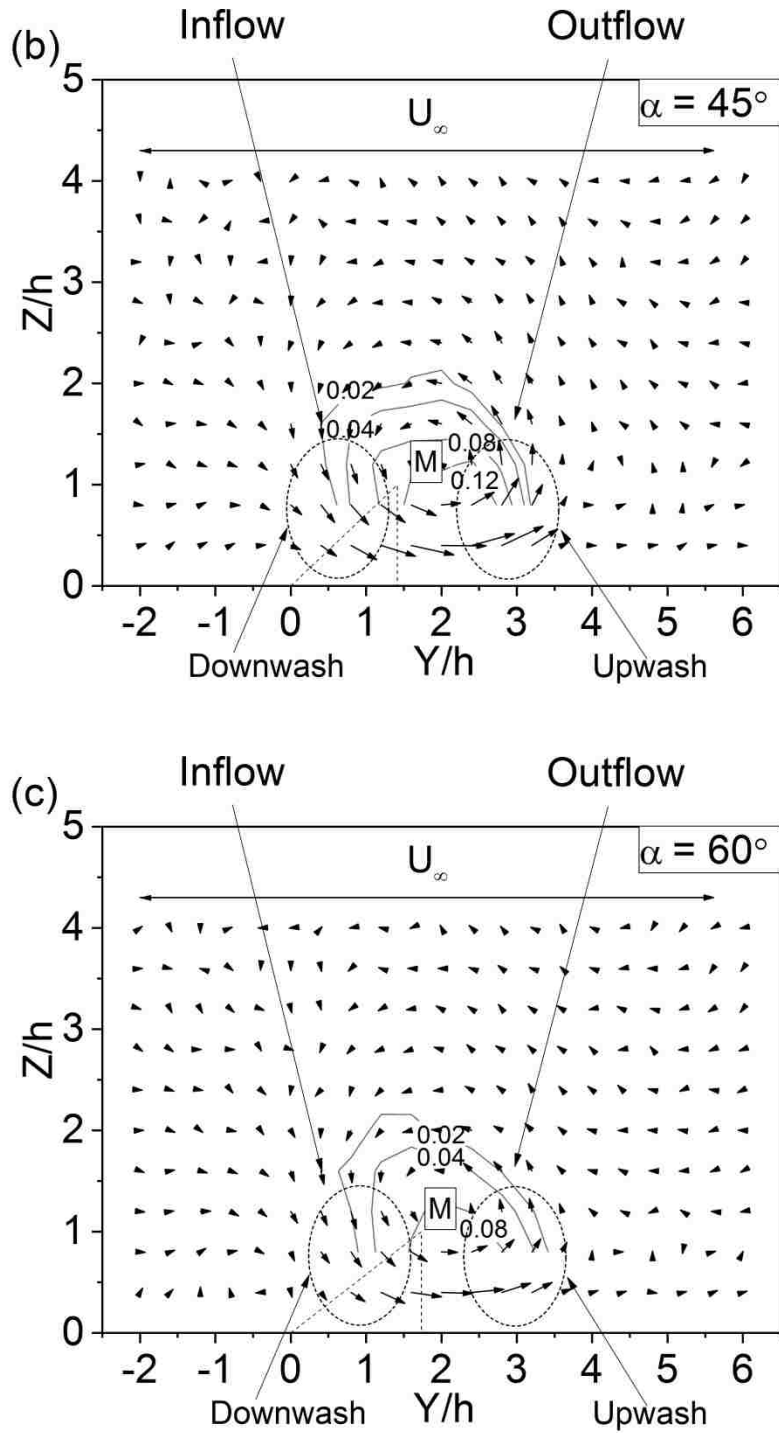 Inflow
Outflow
(b)
5
α = 45°
U∞
4
3
Z/h
2
0.02
0.04
0.08
M
0.12
1
0
-2 -1 0 1 2 3 4 5 6
Downwash
Y/h
Upwash
Inflow
Outflow
(c)
5
α = 60°
U∞
4
3
Z/h
2
0.02
0.04
M
0.08
1
0
-2 -1 0 1 2 3 4 5 6
Downwash
Y/h
Upwash